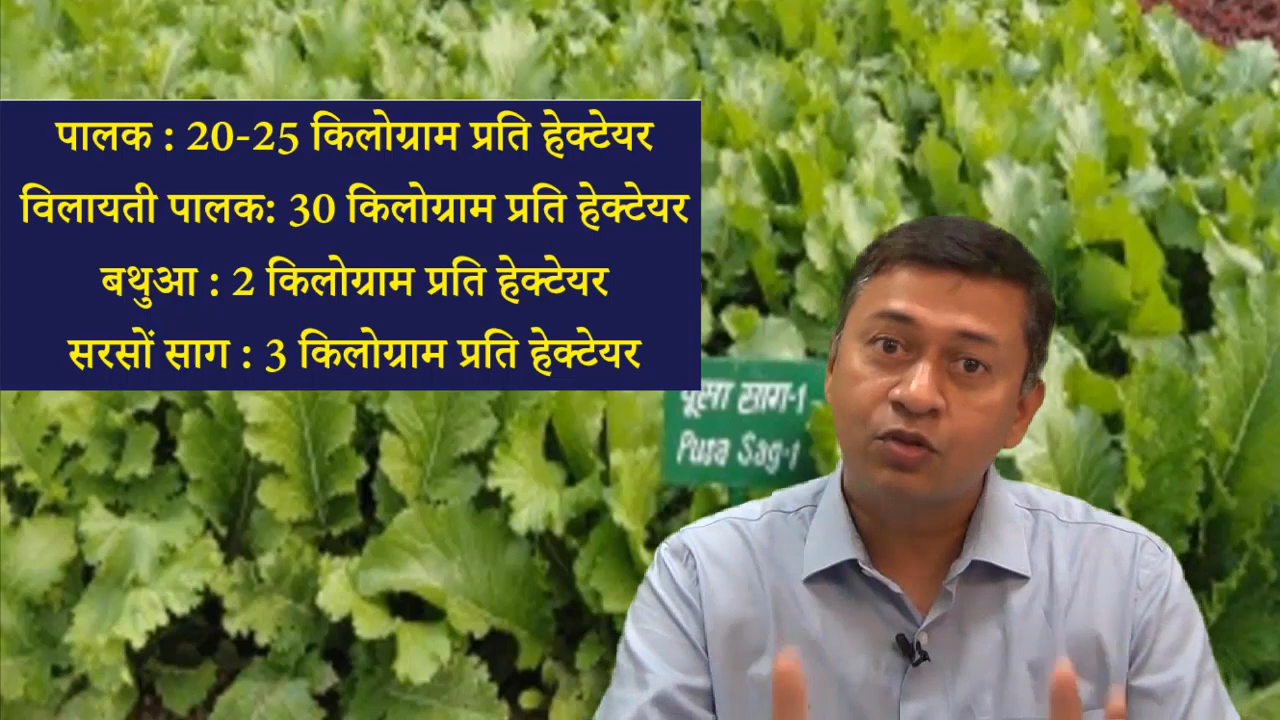 पालक : 20-25 किलोग्राम प्रति हेक्टेयर
विलायती पालक: 30 किलोग्राम प्रति हेक्टेयर
बथुआ : 2 किलोग्राम प्रति हेक्टेयर
सरसों साग : 3 किलोग्राम प्रति हेक्टेयर
पूसा साग-1
Pusa Sag-1